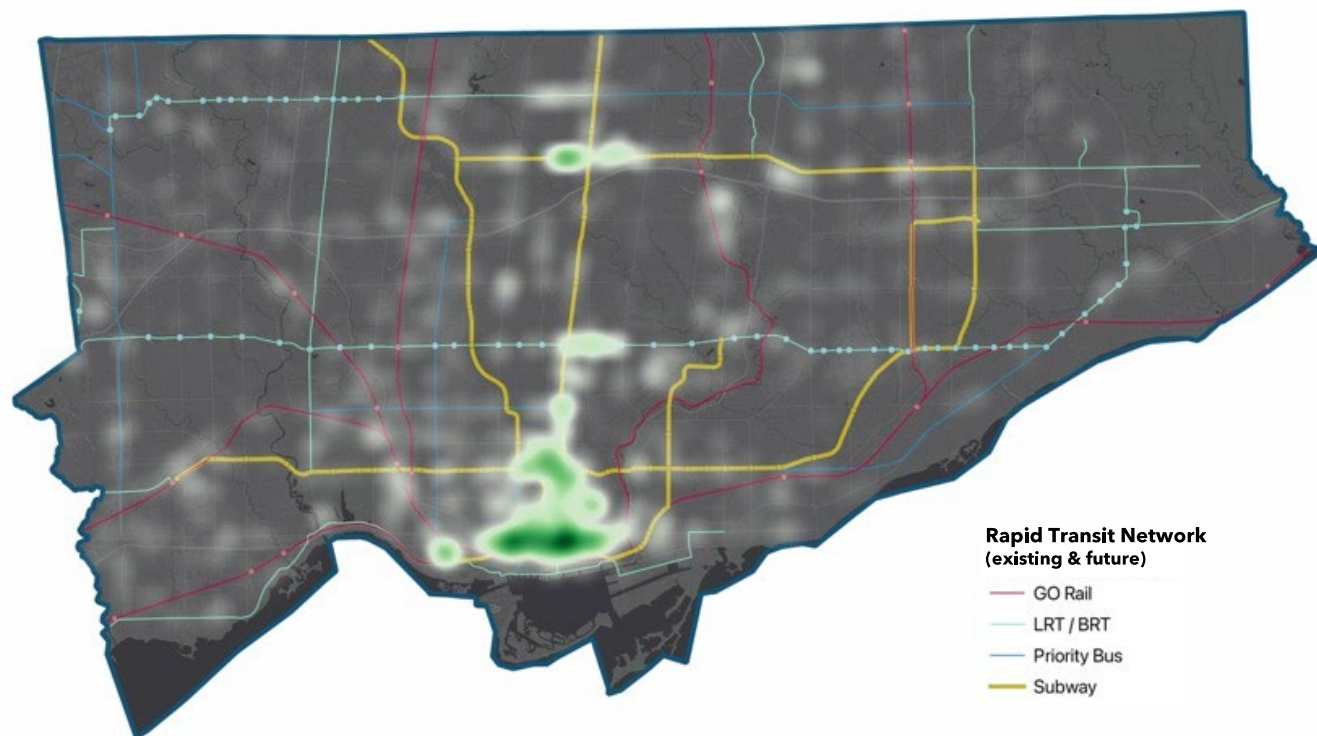 Rapid Transit Network
(existing & future)
GO Rail
LRT / BRT
Priority Bus
Subway